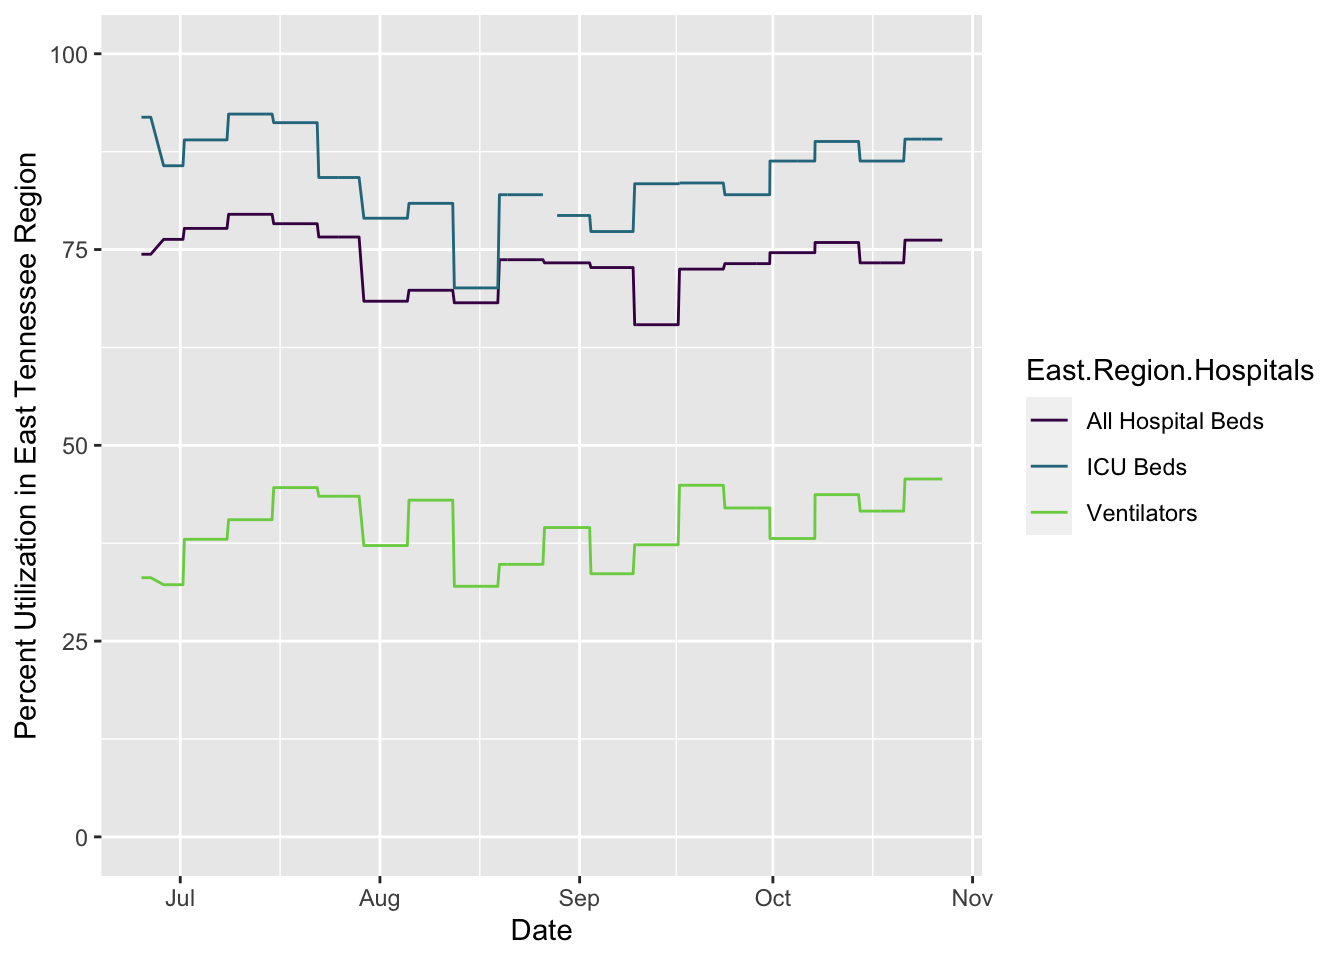 Percent Utilization in East Tennessee Region
100
75
50
25
0
Jul
Aug
Sep
Oct
Nov
Date
East.Region.Hospitals
All Hospital Beds
ICU Beds
Ventilators